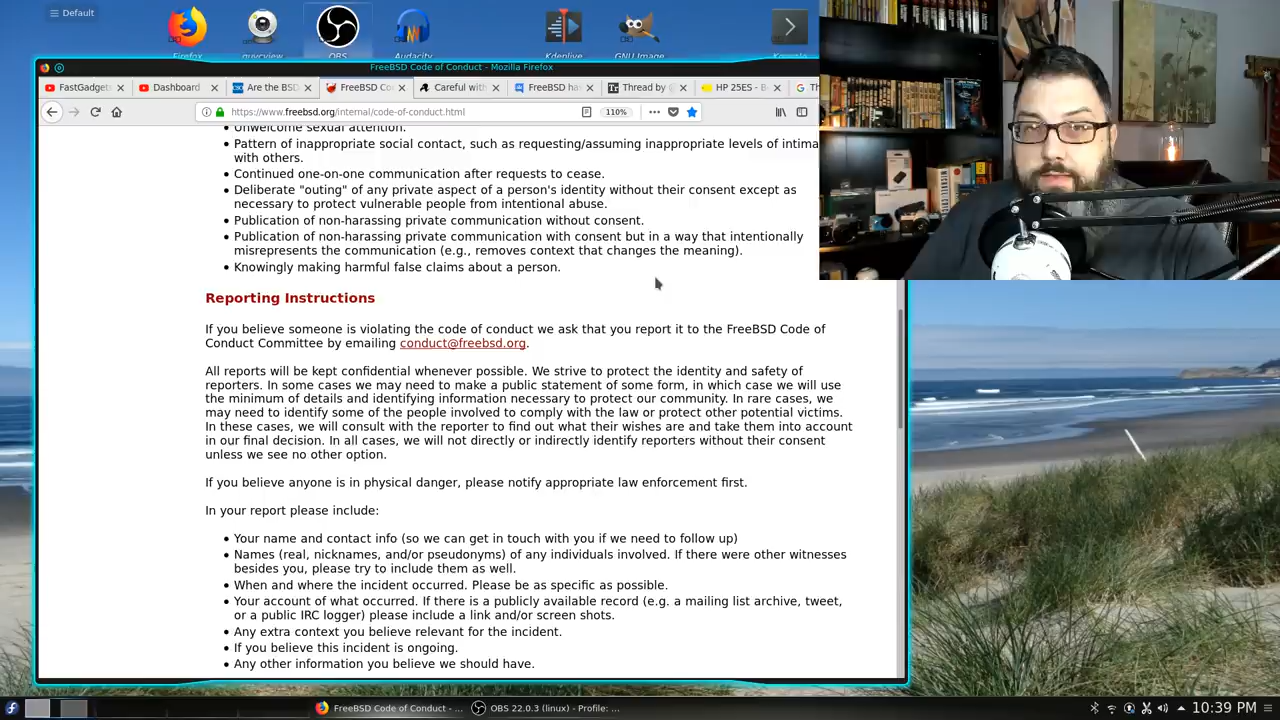 Default
Firefox
guvcview
OBS
Audacity
Kdenlive
GNU Image
Konsole
FreeBSD Code of Conduct - Mozilla Firefox
FastGadget
Dashboard
Are the BSD
FreeBSD Co
Careful with
FreeBSD ha
Thread by
HP 25ES - B
Th
https://www.freebsd.org/internal/code-of-conduct.html
110%
Unwelcome sexual attention.
Pattern of inappropriate social contact, such as requesting/assuming inappropriate levels of intima
with others.
Continued one-on-one communication after requests to cease.
Deliberate "outing" of any private aspect of a person's identity without their consent except as
necessary to protect vulnerable people from intentional abuse.
Publication of non-harassing private communication without consent.
Publication of non-harassing private communication with consent but in a way that intentionally
misrepresents the communication (e.g., removes context that changes the meaning).
Knowingly making harmful false claims about a person.
Reporting Instructions
If you believe someone is violating the code of conduct we ask that you report it to the FreeBSD Code of
Conduct Committee by emailing conduct@freebsd.org.
All reports will be kept confidential whenever possible. We strive to protect the identity and safety of
reporters. In some cases we may need to make a public statement of some form, in which case we will use
the minimum of details and identifying information necessary to protect our community. In rare cases, we
may need to identify some of the people involved to comply with the law or protect other potential victims.
In these cases, we will consult with the reporter to find out what their wishes are and take them into account
in our final decision. In all cases, we will not directly or indirectly identify reporters without their consent
unless we see no other option.
If you believe anyone is in physical danger, please notify appropriate law enforcement first.
In your report please include:
Your name and contact info (so we can get in touch with you if we need to follow up)
Names (real, nicknames, and/or pseudonyms) of any individuals involved. If there were other witnesses
besides you, please try to include them as well.
When and where the incident occurred. Please be as specific as possible.
Your account of what occurred. If there is a publicly available record (e.g. a mailing list archive, tweet,
or a public IRC logger) please include a link and/or screen shots.
Any extra context you believe relevant for the incident.
If you believe this incident is ongoing.
Any other information you believe we should have.
FreeBSD Code of Conduct - ...
OBS 22.0.3 (linux) - Profile: ...
10:39 PM